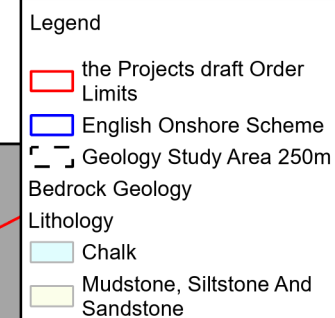 Legend
the Projects draft Order
Limits
English Onshore Scheme
Geology Study Area 250m
Bedrock Geology
Lithology
Chalk
Mudstone, Siltstone And
Sandstone